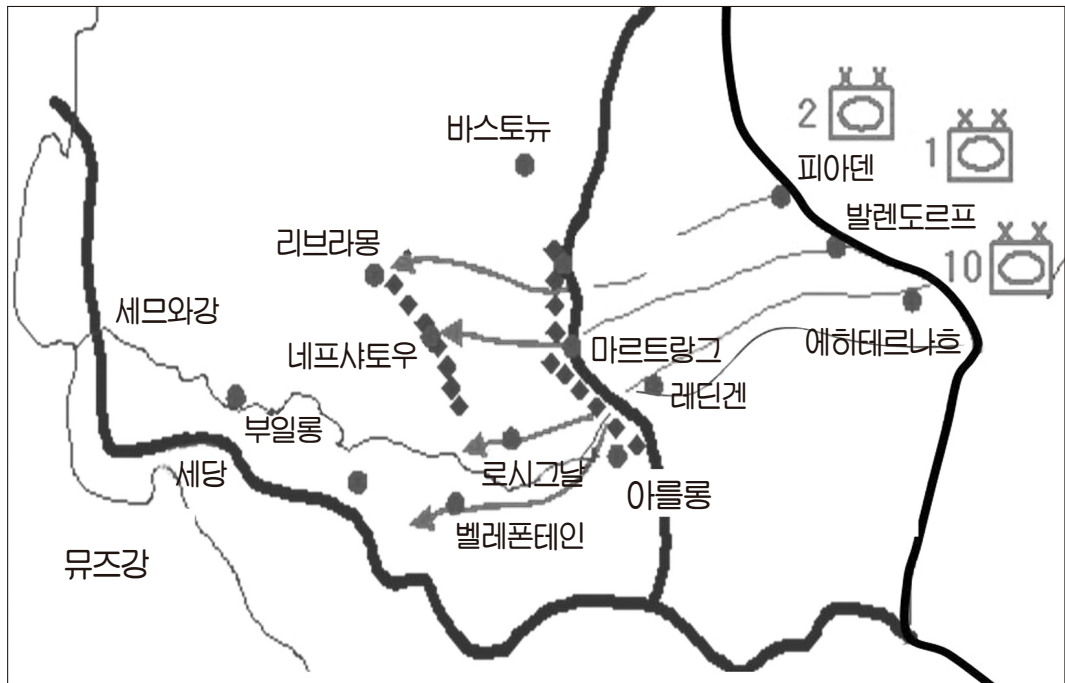 바스토뉴
2
1
피아덴
발렌도르프
리브라몽
10
세므와강
네프샤토우
마르트랑그
에히테르나흐
레딘겐
부일롱
세당
로시그날
아를롱
벨레폰테인
뮤즈강